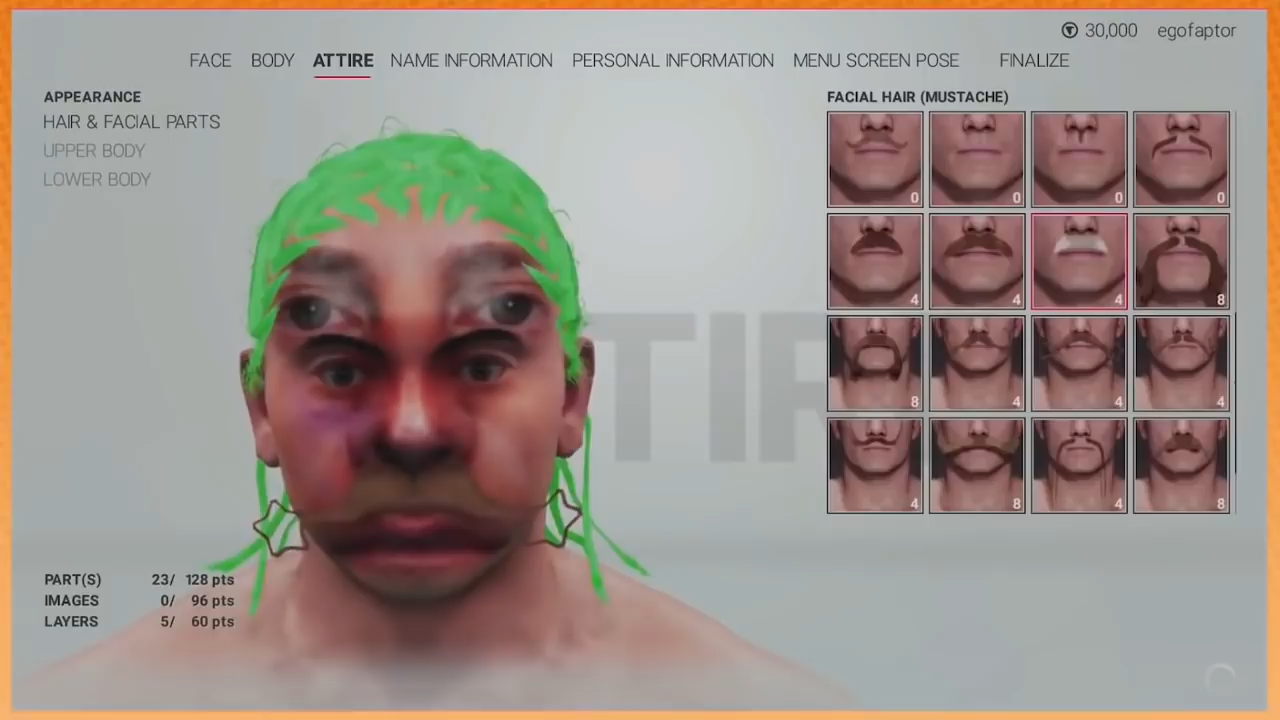 30,000 egofaptor
FACE BODY ATTIRE NAME INFORMATION PERSONAL INFORMATION MENU SCREEN POSE FINALIZE
APPEARANCE
HAIR & FACIAL PARTS
UPPER BODY
LOWER BODY
FACIAL HAIR (MUSTACHE)
0 0 0 0
4 4 4 8
8 4 4 4
4 8 4 8
TIR
PART(S) 23/ 128 pts
IMAGES 0/ 96 pts
LAYERS 5/ 60 pts